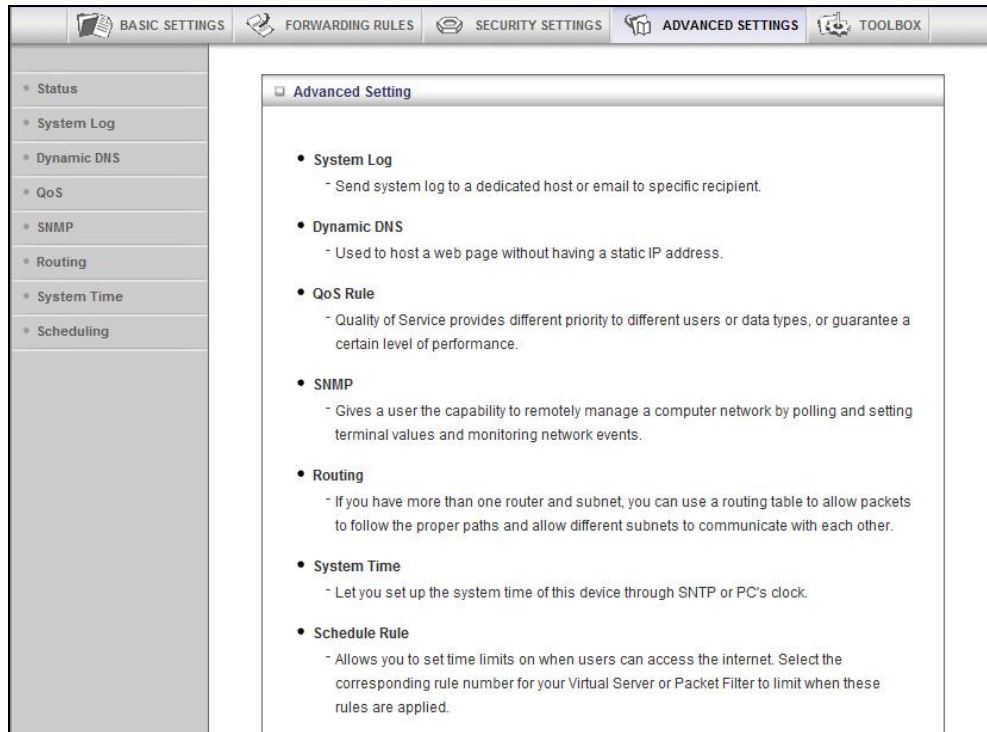 BASIC SETTINGS FORWARDING RULES SECURITY SETTINGS ADVANCED SETTINGS TOOLBOX
Status
System Log
Dynamic DNS
QoS
SNMP
Routing
System Time
Scheduling
Advanced Setting
• System Log
- Send system log to a dedicated host or email to specific recipient.
• Dynamic DNS
- Used to host a web page without having a static IP address.
• QoS Rule
- Quality of Service provides different priority to different users or data types, or guarantee a
certain level of performance.
• SNMP
- Gives a user the capability to remotely manage a computer network by polling and setting
terminal values and monitoring network events.
• Routing
- If you have more than one router and subnet, you can use a routing table to allow packets
to follow the proper paths and allow different subnets to communicate with each other.
• System Time
- Let you set up the system time of this device through SNTP or PC's clock.
• Schedule Rule
- Allows you to set time limits on when users can access the internet. Select the
corresponding rule number for your Virtual Server or Packet Filter to limit when these
rules are applied.